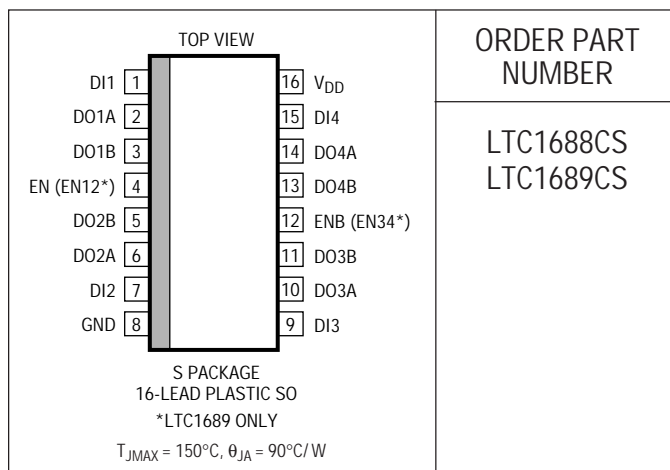 TOP VIEW
DI1 1
DO1A 2
DO1B 3
EN (EN12*) 4
DO2B 5
DO2A 6
DI2 7
GND 8
16 VDD
15 DI4
14 DO4A
13 DO4B
12 ENB (EN34*)
11 DO3B
10 DO3A
9 DI3
S PACKAGE
16-LEAD PLASTIC SO
*LTC1689 ONLY
TJMAX = 150°C, θJA = 90°C/W
ORDER PART
NUMBER
LTC1688CS
LTC1689CS